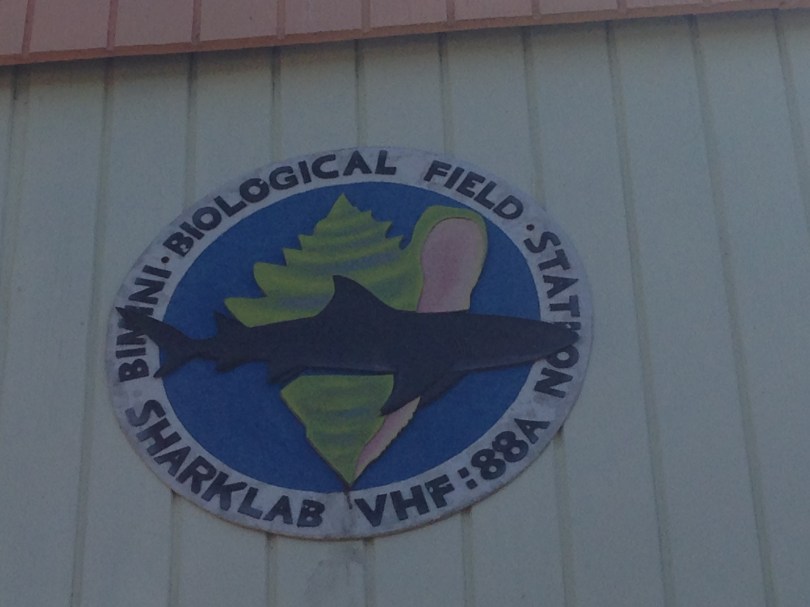 BIMINI · BIOLOGICAL FIELD · STATION
SHARKLAB VHF:88A